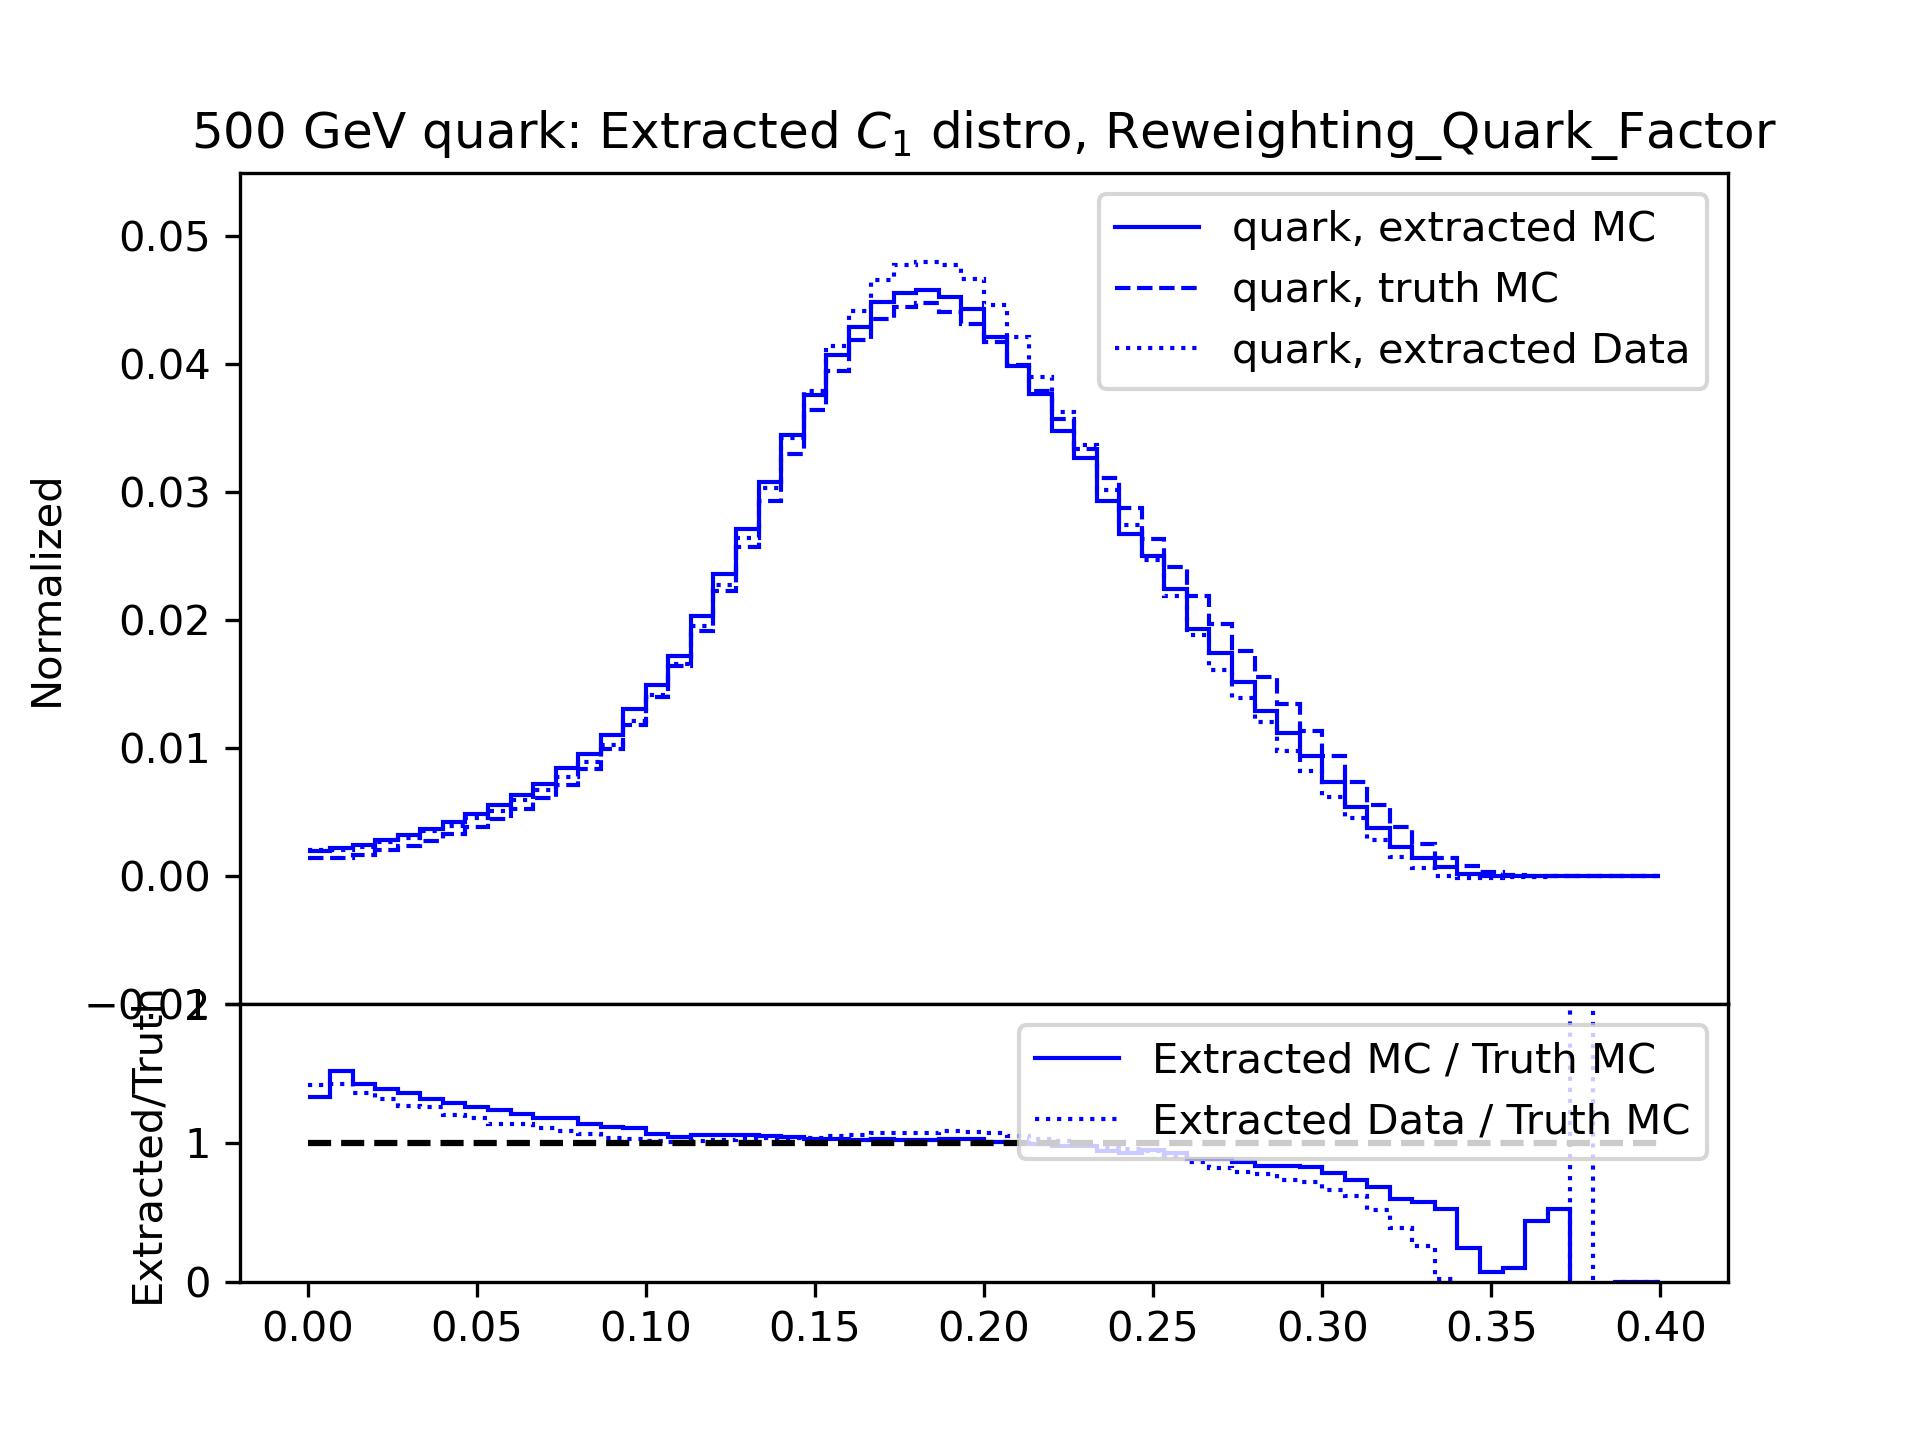 500 GeV quark: Extracted C₁ distro, Reweighting_Quark_Factor
quark, extracted MC
quark, truth MC
quark, extracted Data
0.05
0.04
0.03
0.02
0.01
0.00
−0.01
Normalized
Extracted MC / Truth MC
Extracted Data / Truth MC
2
1
0
Extracted/Truth
0.00 0.05 0.10 0.15 0.20 0.25 0.30 0.35 0.40